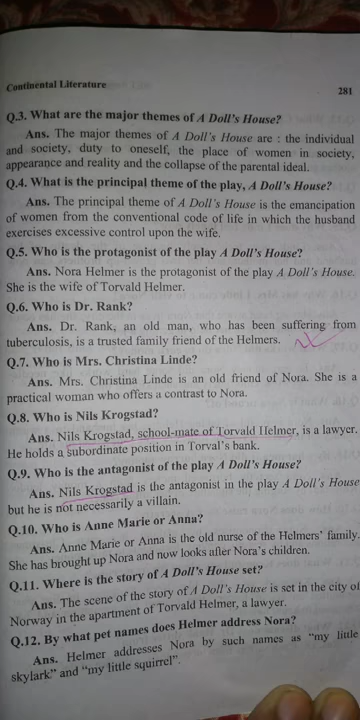 Continental Literature
281
Q.3. What are the major themes of A Doll's House?
Ans. The major themes of A Doll's House are : the individual
and society, duty to oneself, the place of women in society,
appearance and reality and the collapse of the parental ideal.
Q.4. What is the principal theme of the play, A Doll's House?
Ans. The principal theme of A Doll's House is the emancipation
of women from the conventional code of life in which the husband
exercises excessive control upon the wife.
Q.5. Who is the protagonist of the play A Doll's House?
Ans. Nora Helmer is the protagonist of the play A Doll's House.
She is the wife of Torvald Helmer.
Q.6. Who is Dr. Rank?
Ans. Dr. Rank, an old man, who has been suffering from
tuberculosis, is a trusted family friend of the Helmers.
Q.7. Who is Mrs. Christina Linde?
Ans. Mrs. Christina Linde is an old friend of Nora. She is a
practical woman who offers a contrast to Nora.
Q.8. Who is Nils Krogstad?
Ans. Nils Krogstad, school-mate of Torvald Helmer, is a lawyer.
He holds a subordinate position in Torval's bank.
Q.9. Who is the antagonist of the play A Doll's House?
Ans. Nils Krogstad is the antagonist in the play A Doll's House
but he is not necessarily a villain.
Q.10. Who is Anne Marie or Anna?
Ans. Anne Marie or Anna is the old nurse of the Helmers' family.
She has brought up Nora and now looks after Nora's children.
Q.11. Where is the story of A Doll's House set?
Ans. The scene of the story of A Doll's House is set in the city of
Norway in the apartment of Torvald Helmer, a lawyer.
Q.12. By what pet names does Helmer address Nora?
Ans. Helmer addresses Nora by such names as "my little
skylark" and "my little squirrel".